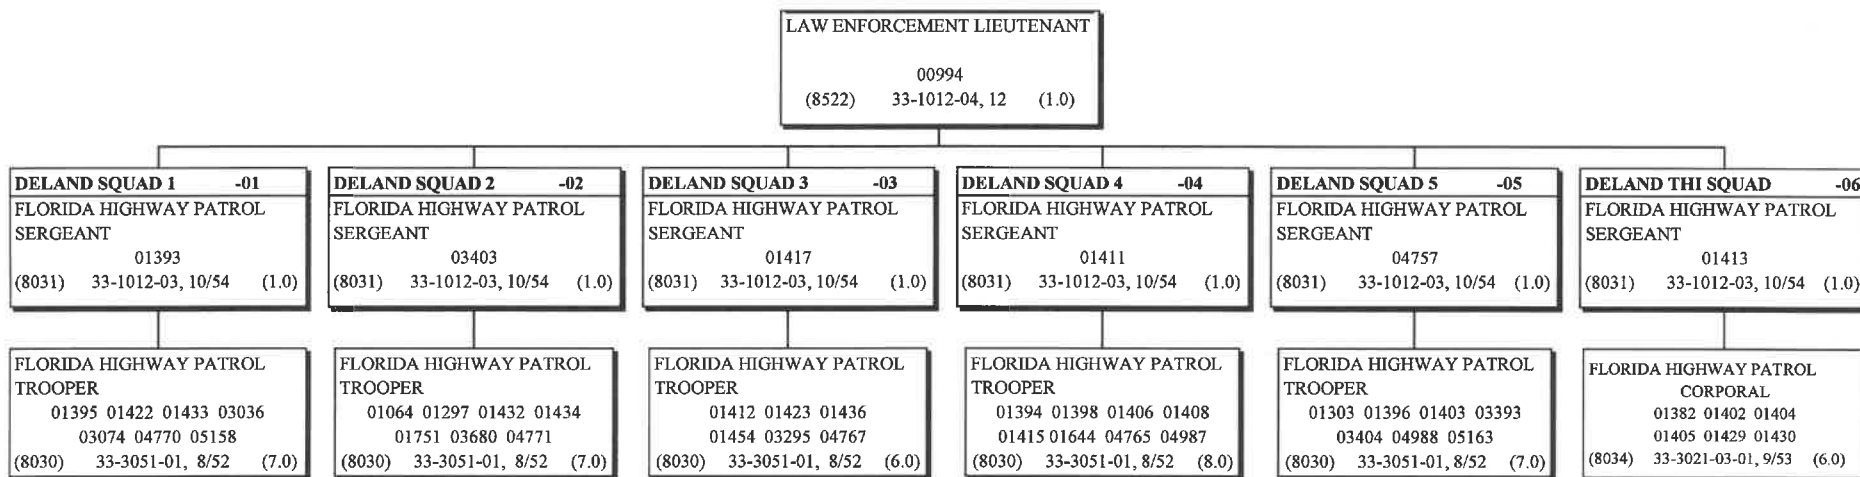 LAW ENFORCEMENT LIEUTENANT
00994
(8522) 33-1012-04, 12 (1.0)
DELAND SQUAD 1 -01
FLORIDA HIGHWAY PATROL
SERGEANT
01393
(8031) 33-1012-03, 10/54 (1.0)
DELAND SQUAD 2 -02
FLORIDA HIGHWAY PATROL
SERGEANT
03403
(8031) 33-1012-03, 10/54 (1.0)
DELAND SQUAD 3 -03
FLORIDA HIGHWAY PATROL
SERGEANT
01417
(8031) 33-1012-03, 10/54 (1.0)
DELAND SQUAD 4 -04
FLORIDA HIGHWAY PATROL
SERGEANT
01411
(8031) 33-1012-03, 10/54 (1.0)
DELAND SQUAD 5 -05
FLORIDA HIGHWAY PATROL
SERGEANT
04757
(8031) 33-1012-03, 10/54 (1.0)
DELAND THI SQUAD -06
FLORIDA HIGHWAY PATROL
SERGEANT
01413
(8031) 33-1012-03, 10/54 (1.0)
FLORIDA HIGHWAY PATROL
TROOPER
01395 01422 01433 03036
03074 04770 05158
(8030) 33-3051-01, 8/52 (7.0)
FLORIDA HIGHWAY PATROL
TROOPER
01064 01297 01432 01434
01751 03680 04771
(8030) 33-3051-01, 8/52 (7.0)
FLORIDA HIGHWAY PATROL
TROOPER
01412 01423 01436
01454 03295 04767
(8030) 33-3051-01, 8/52 (6.0)
FLORIDA HIGHWAY PATROL
TROOPER
01394 01398 01406 01408
01415 01644 04765 04987
(8030) 33-3051-01, 8/52 (8.0)
FLORIDA HIGHWAY PATROL
TROOPER
01303 01396 01403 03393
03404 04988 05163
(8030) 33-3051-01, 8/52 (7.0)
FLORIDA HIGHWAY PATROL
CORPORAL
01382 01402 01404
01405 01429 01430
(8034) 33-3021-03-01, 9/53 (6.0)